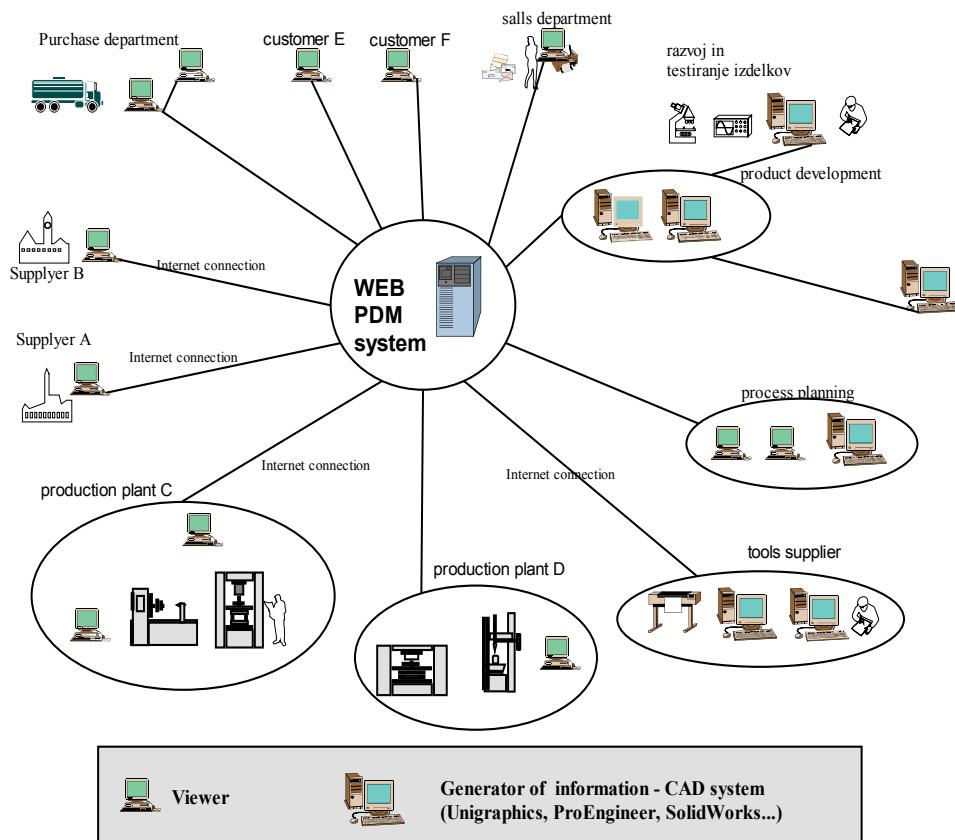 salls department
Purchase department
customer E
customer F
razvoj in
testiranje izdelkov
product development
Supplyer B
Internet connection
WEB
PDM
system
Supplyer A
Internet connection
process planning
Internet connection
Internet connection
production plant C
production plant D
tools supplier
Viewer
Generator of information - CAD system
(Unigraphics, ProEngineer, SolidWorks...)